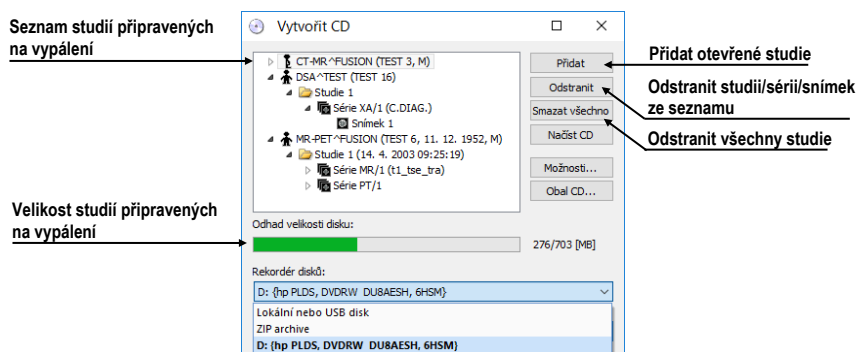 Seznam studií připravených
na vypálení
Vytvořit CD
CT-MR^FUSION (TEST 3, M)
DSA^TEST (TEST 16)
Studie 1
Série XA/1 (C.DIAG.)
Snímek 1
MR-PET^FUSION (TEST 6, 11. 12. 1952, M)
Studie 1 (14. 4. 2003 09:25:19)
Série MR/1 (t1_tse_tra)
Série PT/1
Přidat
Odstranit
Smazat všechno
Načíst CD
Možnosti...
Obal CD...
Přidat otevřené studie
Odstranit studii/sérii/snímek
ze seznamu
Odstranit všechny studie
Velikost studií připravených
na vypálení
Odhad velikosti disku:
276/703 [MB]
Rekordér disků:
D: {hp PLDS, DVDRW DU8AESH, 6HSM}
Lokální nebo USB disk
ZIP archive
D: {hp PLDS, DVDRW DU8AESH, 6HSM}